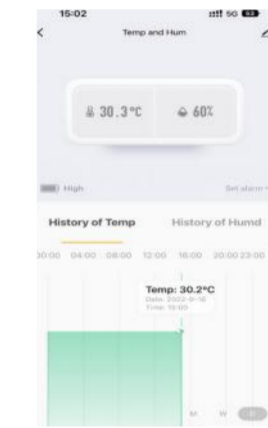 15:02 5G 53
Temp and Hum
30.3°C 60%
High Set alarm
History of Temp History of Humd
00:00 04:00 08:00 12:00 16:00 20:00 23:00
Temp: 30.2°C
Date: 2022-9-16
Time: 15:00
M W